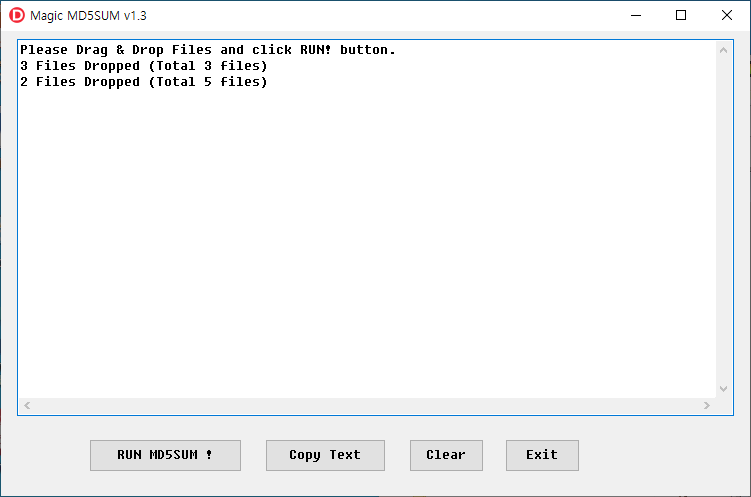 Magic MD5SUM v1.3
Please Drag & Drop Files and click RUN! button.
3 Files Dropped (Total 3 files)
2 Files Dropped (Total 5 files)
RUN MD5SUM !
Copy Text
Clear
Exit